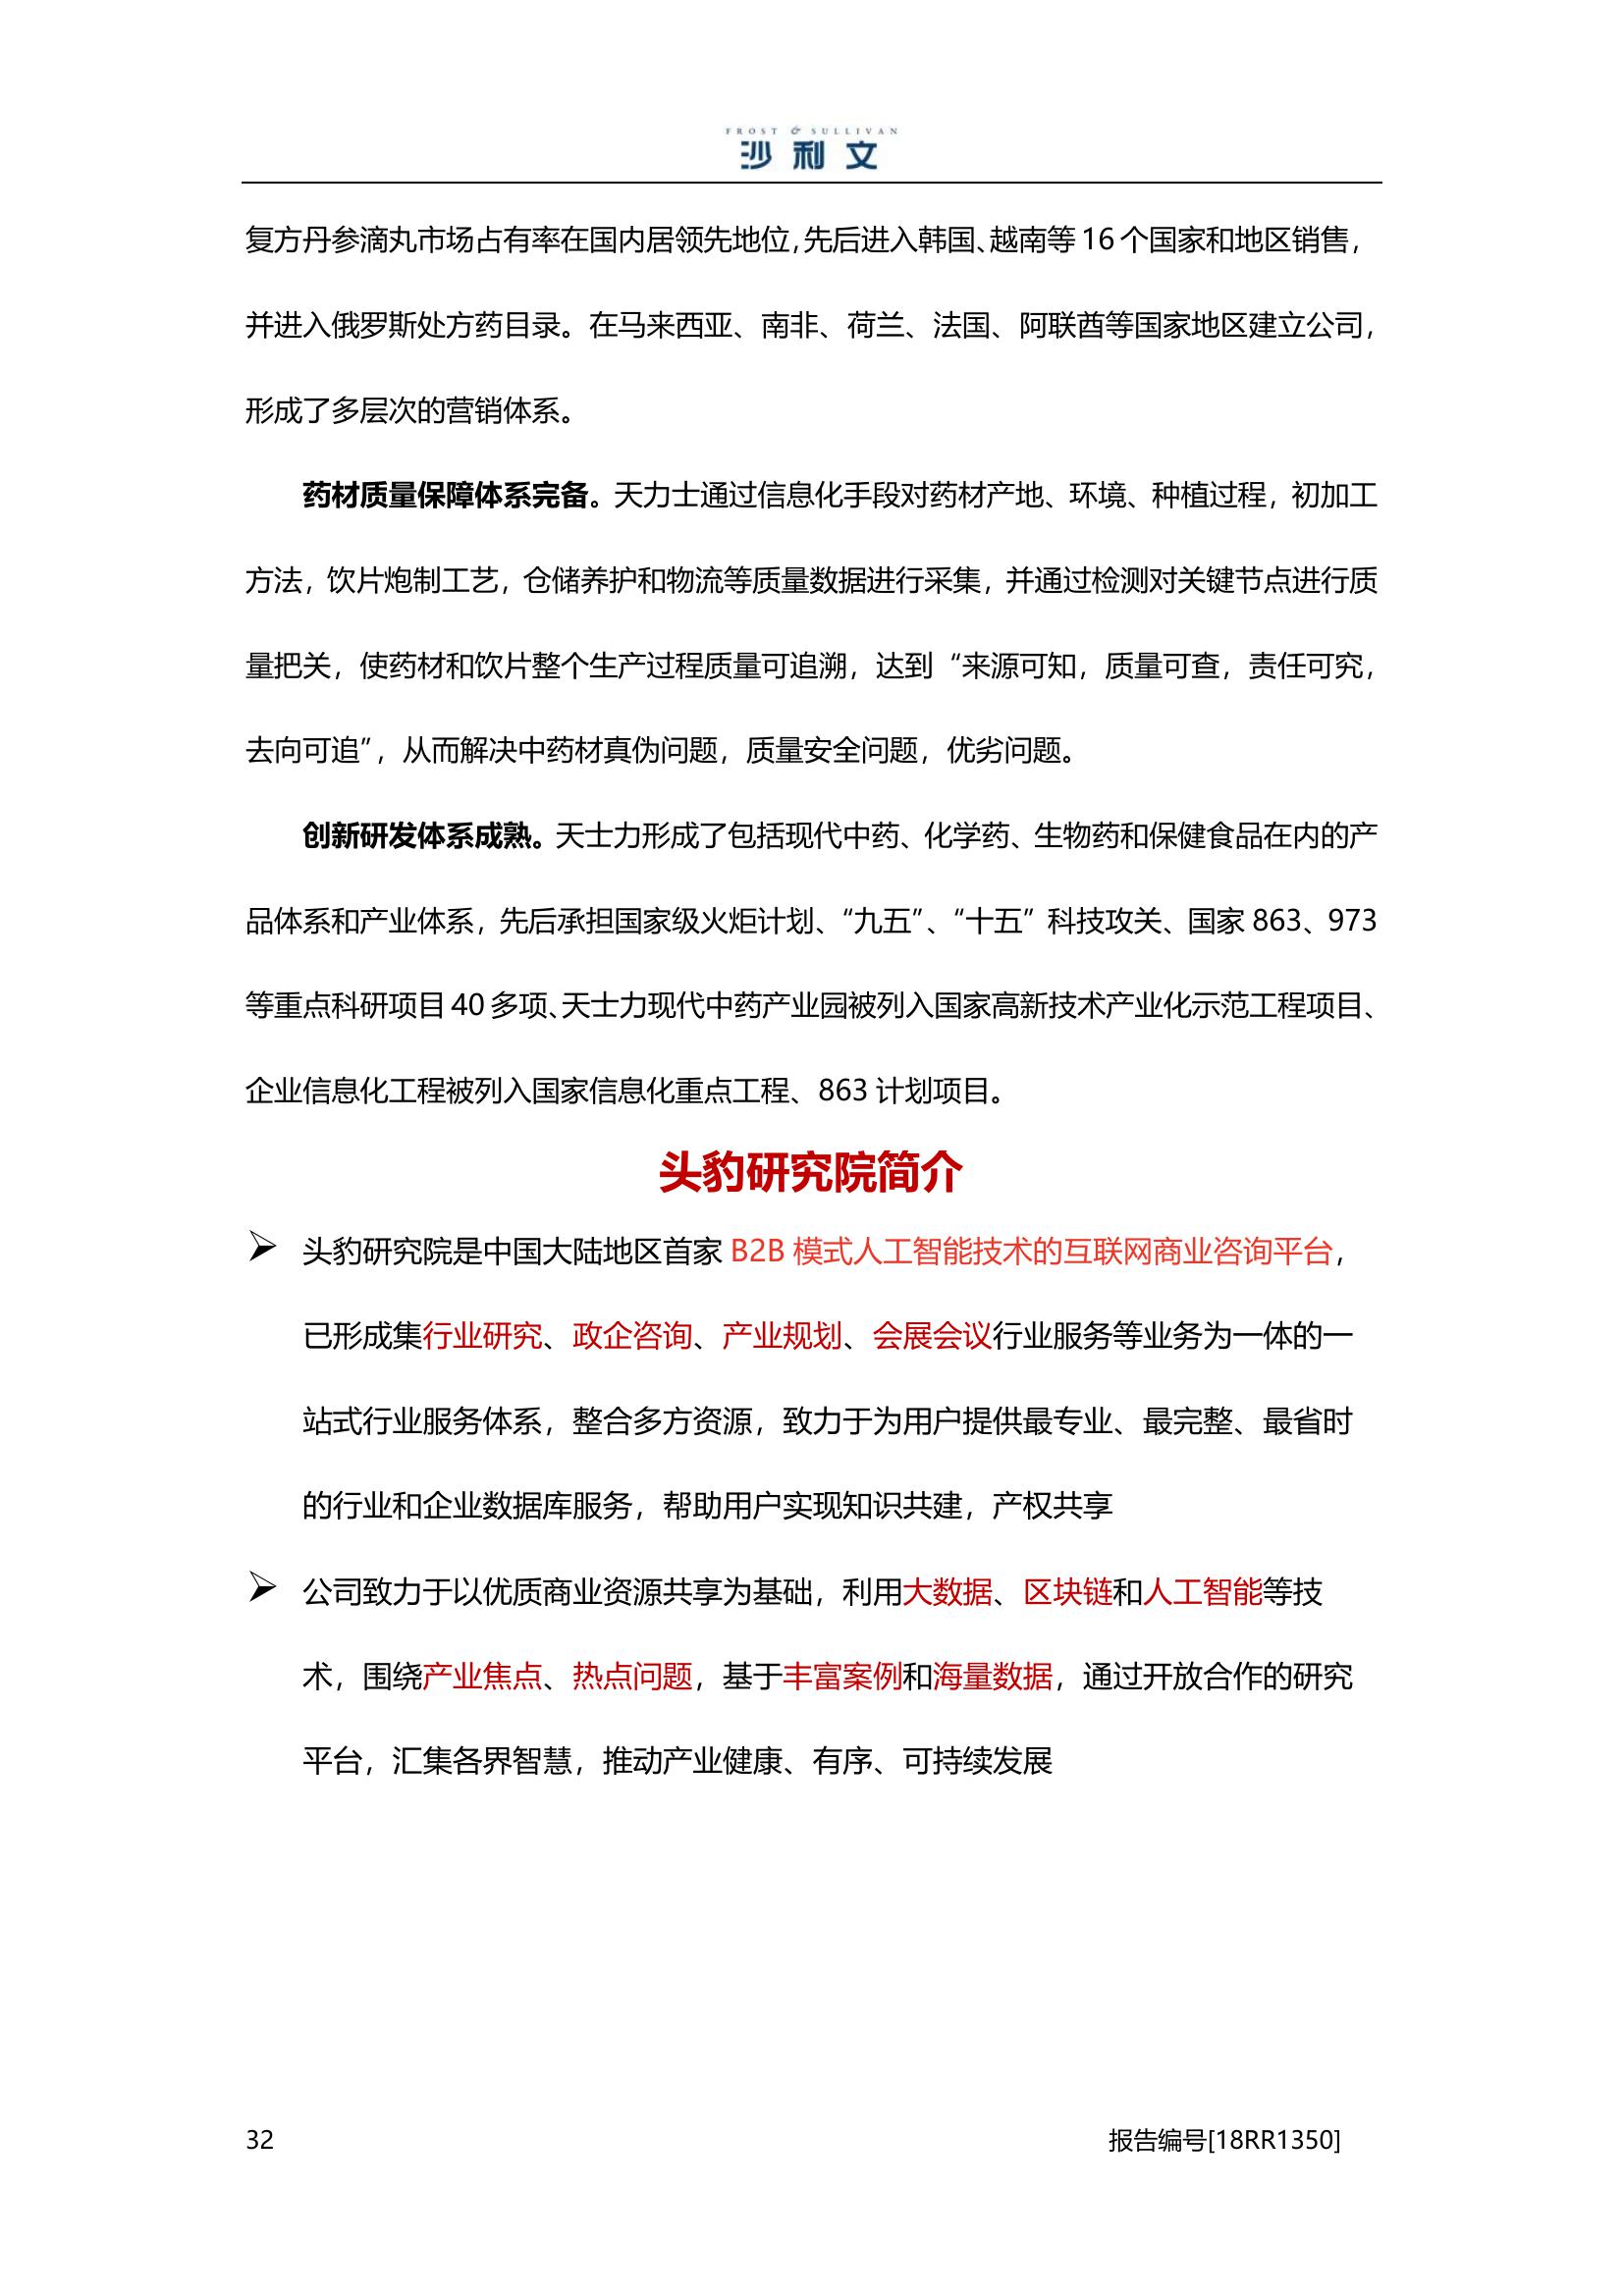 FROST & SULLIVAN
沙利文
复方丹参滴丸市场占有率在国内居领先地位，先后进入韩国、越南等 16 个国家和地区销售，
并进入俄罗斯处方药目录。在马来西亚、南非、荷兰、法国、阿联酋等国家地区建立公司，
形成了多层次的营销体系。
药材质量保障体系完备。天力士通过信息化手段对药材产地、环境、种植过程，初加工
方法，饮片炮制工艺，仓储养护和物流等质量数据进行采集，并通过检测对关键节点进行质
量把关，使药材和饮片整个生产过程质量可追溯，达到“来源可知，质量可查，责任可究，
去向可追”，从而解决中药材真伪问题，质量安全问题，优劣问题。
创新研发体系成熟。天士力形成了包括现代中药、化学药、生物药和保健食品在内的产
品体系和产业体系，先后承担国家级火炬计划、“九五”、“十五”科技攻关、国家 863、973
等重点科研项目 40 多项、天士力现代中药产业园被列入国家高新技术产业化示范工程项目、
企业信息化工程被列入国家信息化重点工程、863 计划项目。
头豹研究院简介
➢ 头豹研究院是中国大陆地区首家 B2B 模式人工智能技术的互联网商业咨询平台，
已形成集行业研究、政企咨询、产业规划、会展会议行业服务等业务为一体的一
站式行业服务体系，整合多方资源，致力于为用户提供最专业、最完整、最省时
的行业和企业数据库服务，帮助用户实现知识共建，产权共享
➢ 公司致力于以优质商业资源共享为基础，利用大数据、区块链和人工智能等技
术，围绕产业焦点、热点问题，基于丰富案例和海量数据，通过开放合作的研究
平台，汇集各界智慧，推动产业健康、有序、可持续发展
32 报告编号[18RR1350]